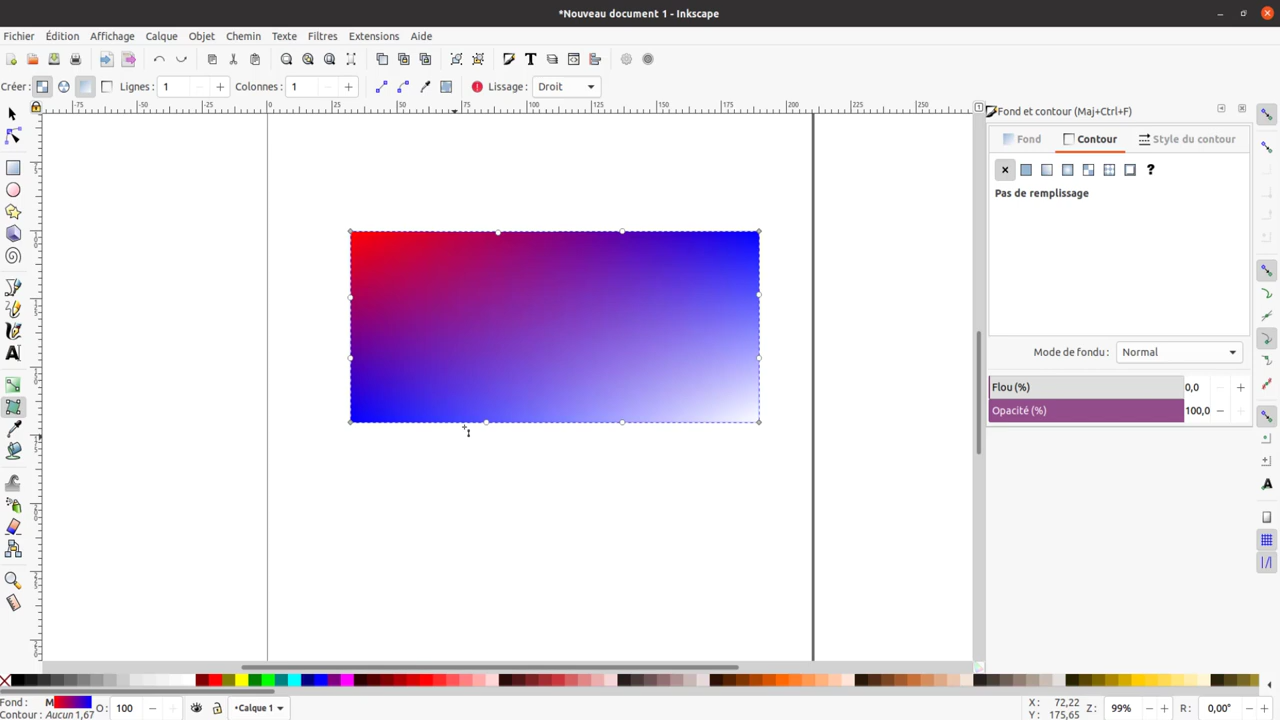 *Nouveau document 1 - Inkscape
Fichier Édition Affichage Calque Objet Chemin Texte Filtres Extensions Aide
Créer : Lignes : 1 Colonnes : 1 Lissage : Droit
-75 -50 -25 0 25 50 75 100 125 150 175 200 225 250
Fond et contour (Maj+Ctrl+F)
Fond Contour Style du contour
Pas de remplissage
Mode de fondu : Normal
Flou (%) 0,0
Opacité (%) 100,0
Fond : M O: 100 •Calque 1 X: 72,22 Z: 99% R: 0,00°
Contour : Aucun 1,67 Y: 175,65